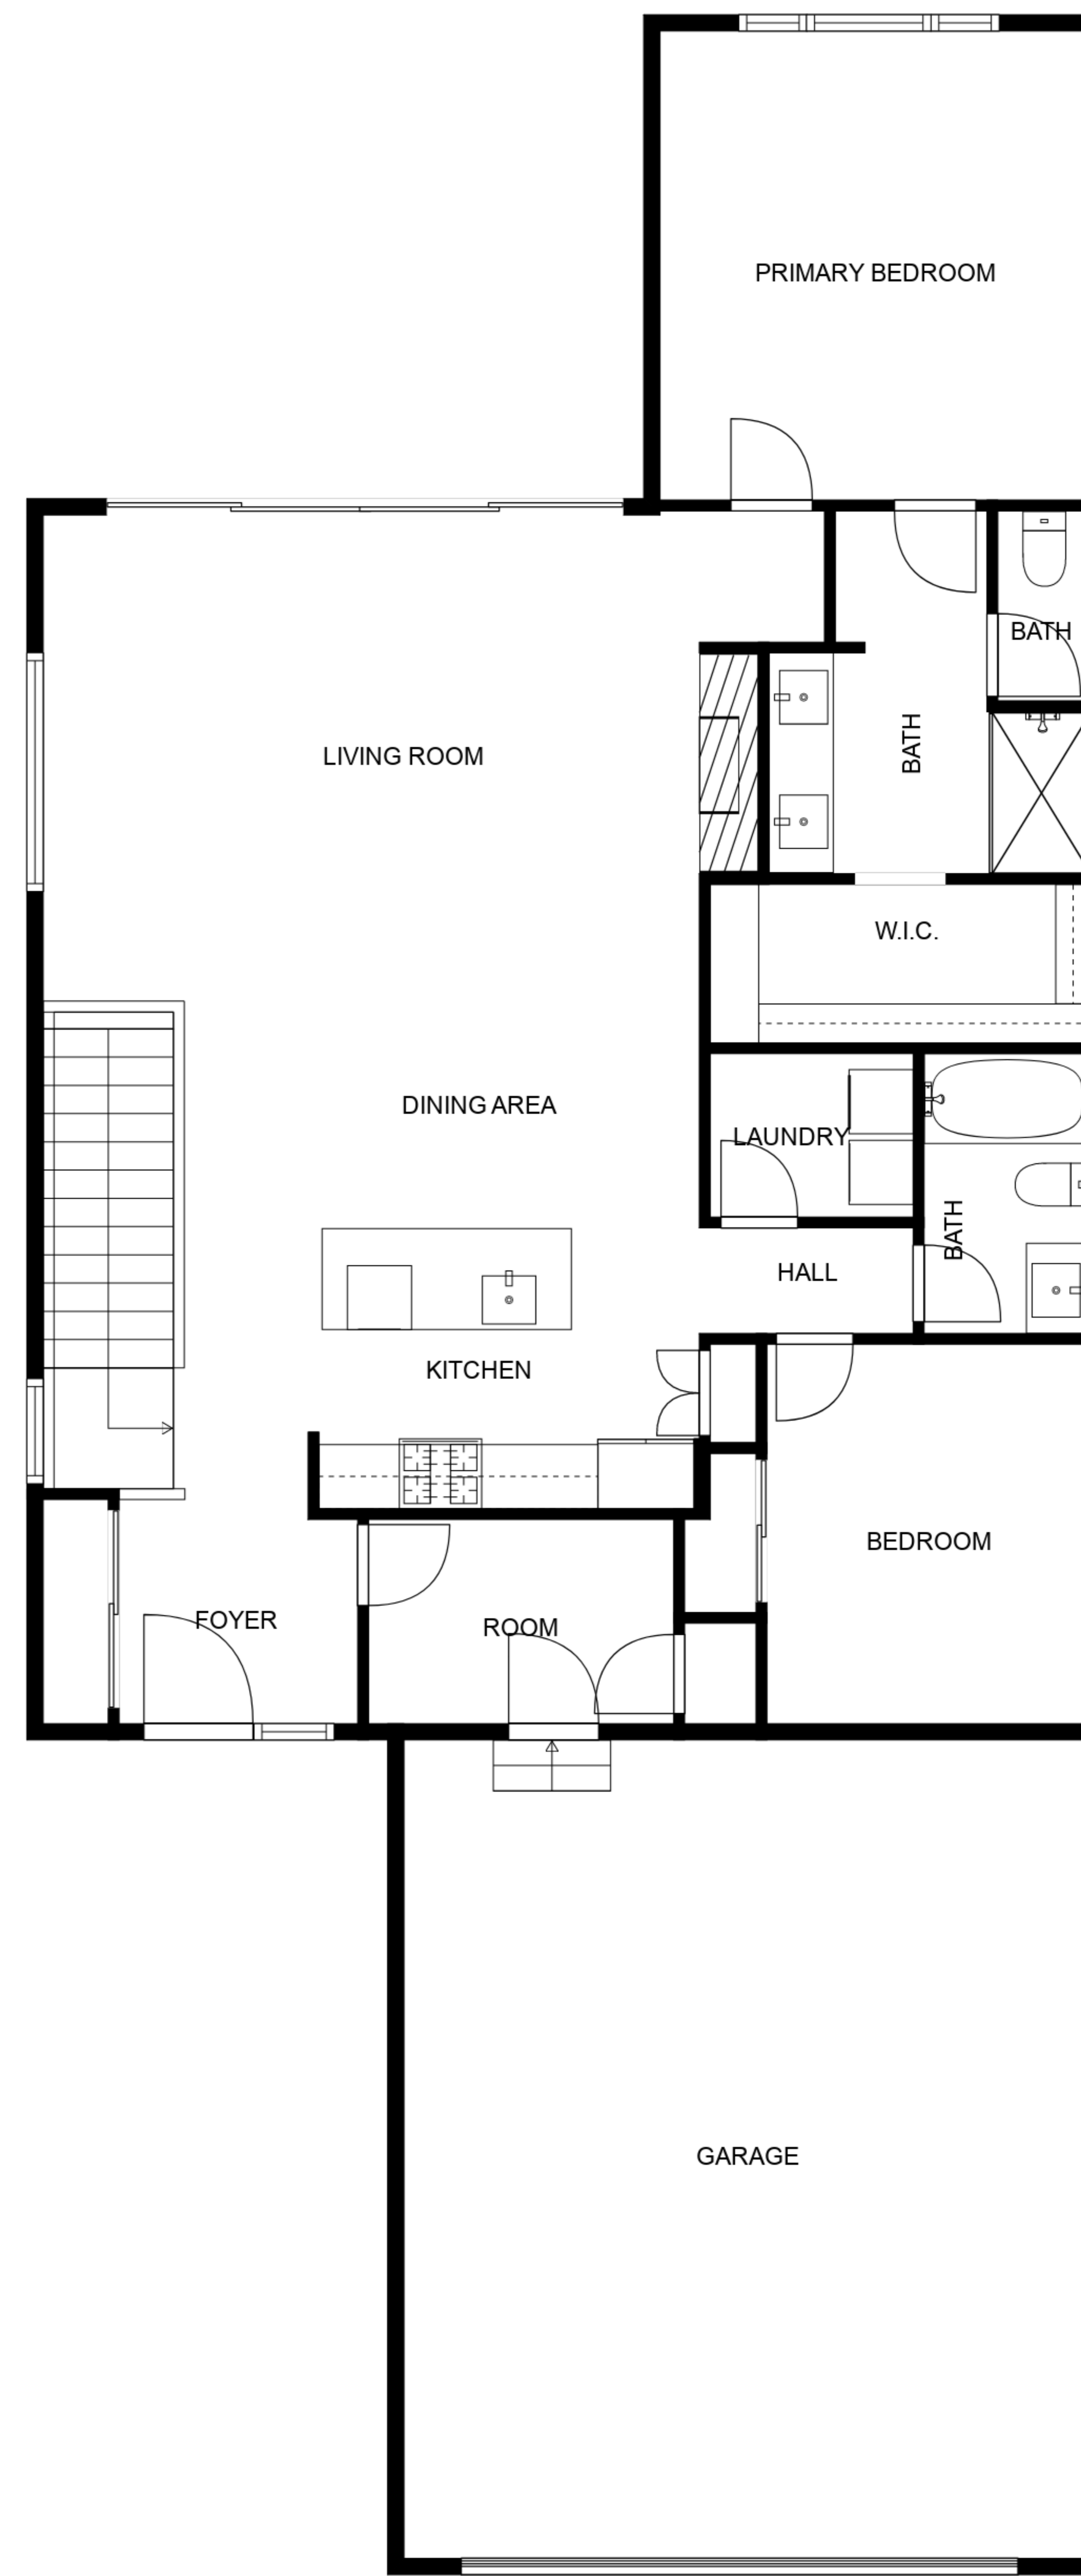 PRIMARY BEDROOM
BATH
BATH
LIVING ROOM
W.I.C.
DINING AREA
LAUNDRY
BATH
HALL
KITCHEN
BEDROOM
FOYER
ROOM
GARAGE